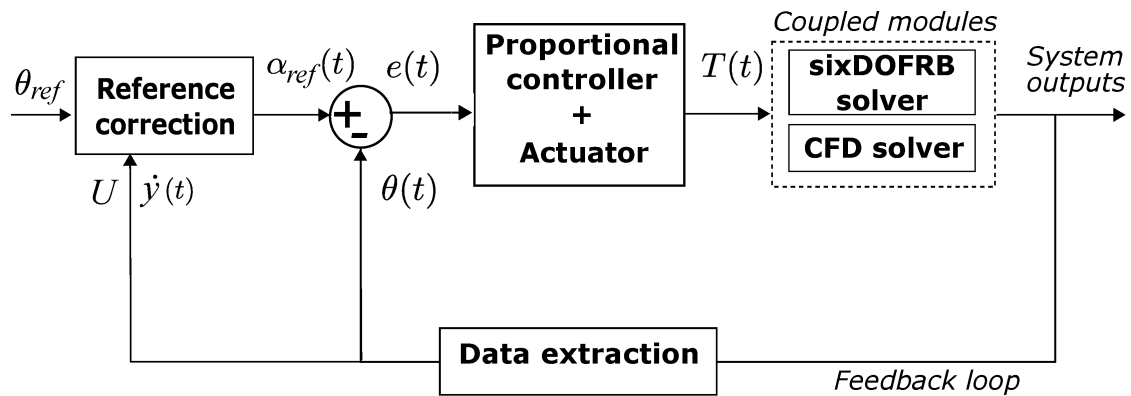 Coupled modules
θref
Reference
correction
αref(t)
+
-
e(t)
Proportional
controller
+
Actuator
T(t)
sixDOFRB
solver
CFD solver
System
outputs
U ẏ(t)
θ(t)
Data extraction
Feedback loop